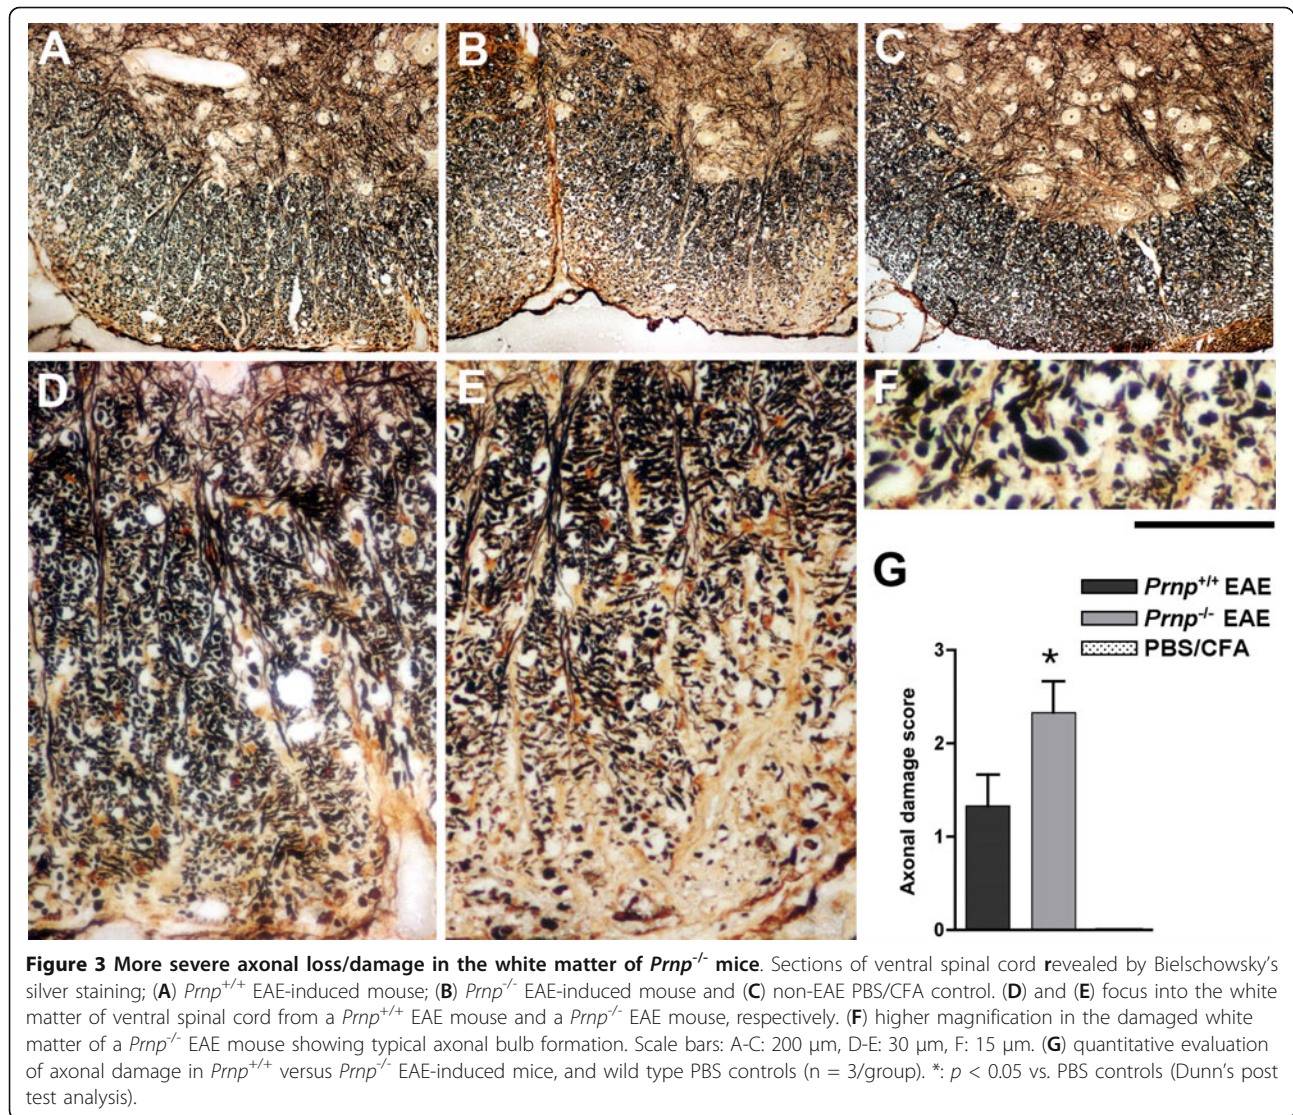 A
B
C
D
E
F
G
Prnp+/+ EAE
Prnp-/- EAE
PBS/CFA
3
*
2
1
0
Axonal damage score
Figure 3 More severe axonal loss/damage in the white matter of Prnp-/- mice. Sections of ventral spinal cord revealed by Bielschowsky's
silver staining; (A) Prnp+/+ EAE-induced mouse; (B) Prnp-/- EAE-induced mouse and (C) non-EAE PBS/CFA control. (D) and (E) focus into the white
matter of ventral spinal cord from a Prnp+/+ EAE mouse and a Prnp-/- EAE mouse, respectively. (F) higher magnification in the damaged white
matter of a Prnp-/- EAE mouse showing typical axonal bulb formation. Scale bars: A-C: 200 μm, D-E: 30 μm, F: 15 μm. (G) quantitative evaluation
of axonal damage in Prnp+/+ versus Prnp-/- EAE-induced mice, and wild type PBS controls (n = 3/group). *: p < 0.05 vs. PBS controls (Dunn's post
test analysis).